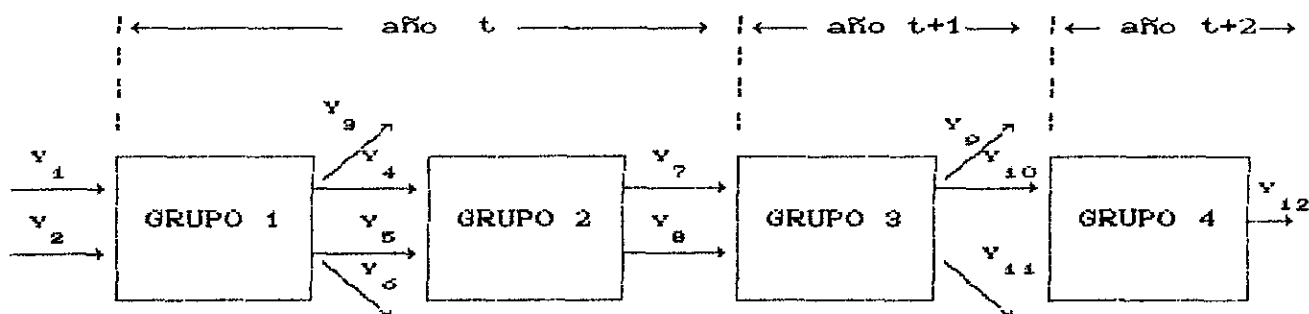 año t
año t+1
año t+2
Y3
Y9
Y1
Y4
Y7
Y10
GRUPO 1
GRUPO 2
GRUPO 3
GRUPO 4
Y12
Y2
Y5
Y8
Y6
Y11